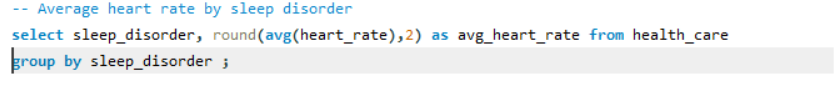 -- Average heart rate by sleep disorder
select sleep_disorder, round(avg(heart_rate),2) as avg_heart_rate from health_care
group by sleep_disorder ;